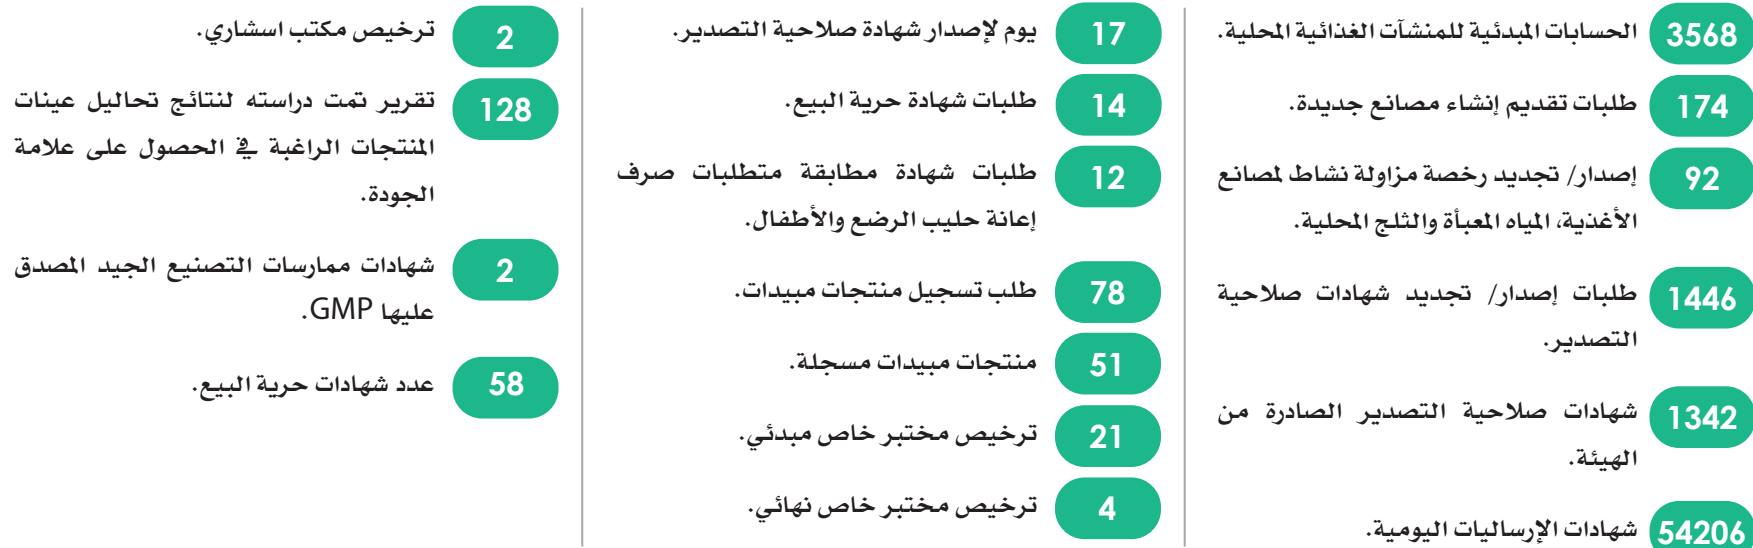 3568 الحسابات المبدئية للمنشآت الغذائية المحلية.
174 طلبات تقديم إنشاء مصانع جديدة.
92 إصدار/ تجديد رخصة مزاولة نشاط لمصانع
الأغذية، المياه المعبأة والثلج المحلية.
1446 طلبات إصدار/ تجديد شهادات صلاحية
التصدير.
1342 شهادات صلاحية التصدير الصادرة من
الهيئة.
54206 شهادات الإرساليات اليومية.
17 يوم لإصدار شهادة صلاحية التصدير.
14 طلبات شهادة حرية البيع.
12 طلبات شهادة مطابقة متطلبات صرف
إعانة حليب الرضع والأطفال.
78 طلب تسجيل منتجات مبيدات.
51 منتجات مبيدات مسجلة.
21 ترخيص مختبر خاص مبدئي.
4 ترخيص مختبر خاص نهائي.
2 ترخيص مكتب اسشاري.
128 تقرير تمت دراسته لنتائج تحاليل عينات
المنتجات الراغبة في الحصول على علامة
الجودة.
2 شهادات ممارسات التصنيع الجيد المصدق
عليها GMP.
58 عدد شهادات حرية البيع.